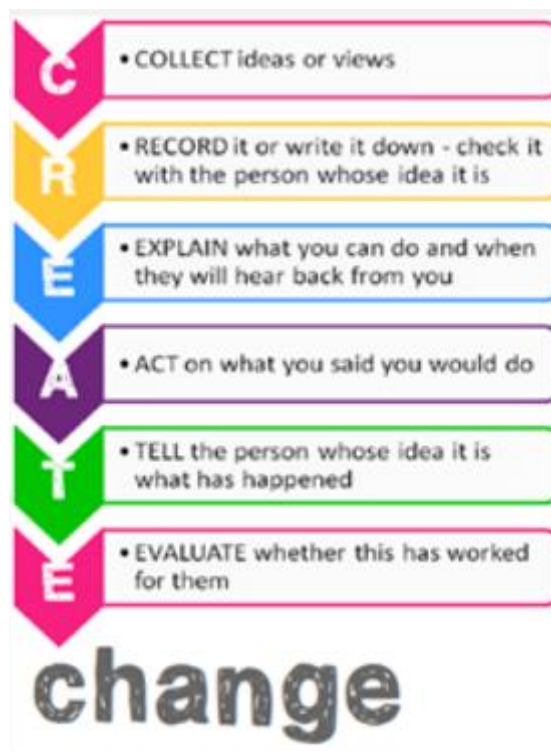 C
• COLLECT ideas or views
R
• RECORD it or write it down - check it
with the person whose idea it is
E
• EXPLAIN what you can do and when
they will hear back from you
A
• ACT on what you said you would do
T
• TELL the person whose idea it is
what has happened
E
• EVALUATE whether this has worked
for them
change